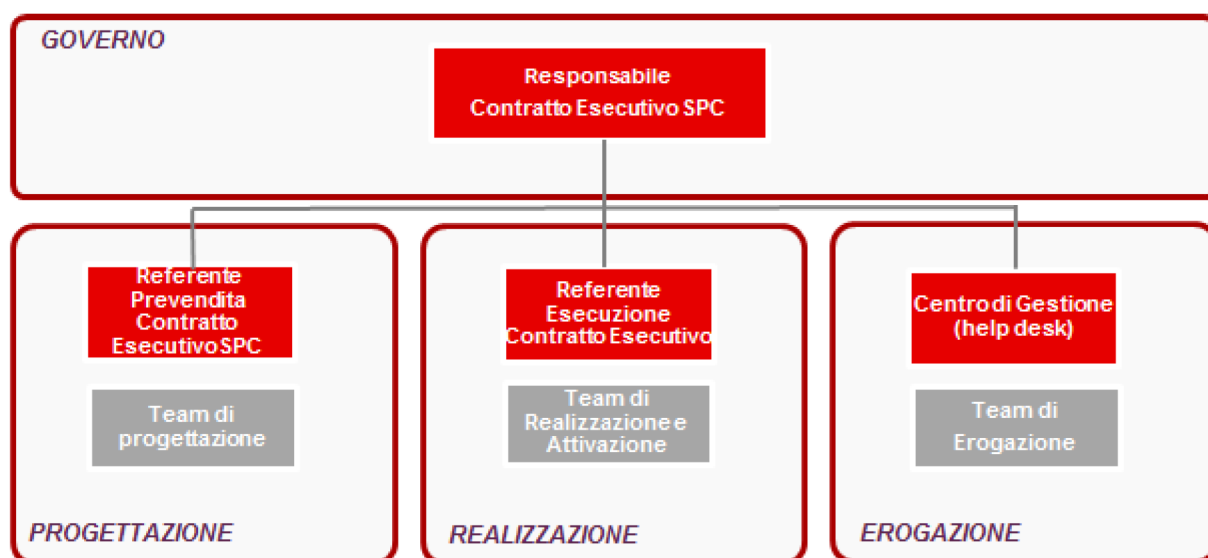 GOVERNO
Responsabile
Contratto Esecutivo SPC
Referente
Prevendita
Contratto
Esecutivo SPC
Team di
progettazione
PROGETTAZIONE
Referente
Esecuzione
Contratto Esecutivo
Team di
Realizzazione e
Attivazione
REALIZZAZIONE
Centro di Gestione
(help desk)
Team di
Erogazione
EROGAZIONE